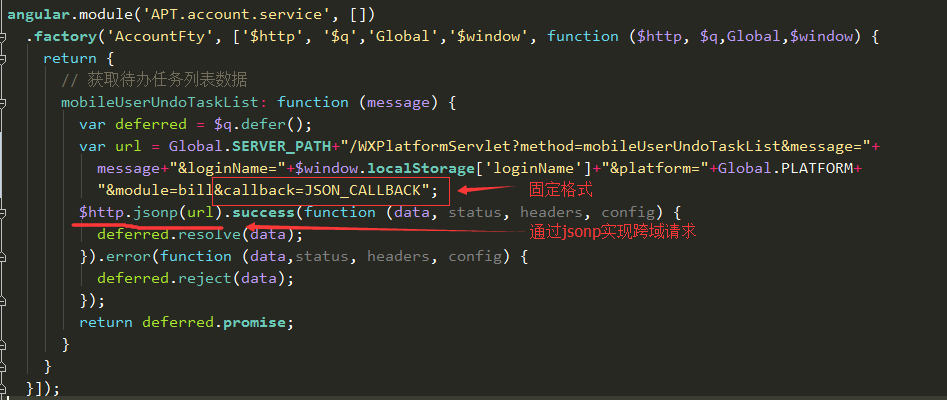 angular.module('APT.account.service', [])
.factory('AccountFty', ['$http', '$q','Global','$window', function ($http, $q,Global,$window) {
return {
// 获取待办任务列表数据
mobileUserUndoTaskList: function (message) {
var deferred = $q.defer();
var url = Global.SERVER_PATH+"/WXPlatformServlet?method=mobileUserUndoTaskList&message="+
message+"&loginName="+$window.localStorage['loginName']+"&platform="+Global.PLATFORM+
"&module=bill&callback=JSON_CALLBACK"; 固定格式
$http.jsonp(url).success(function (data, status, headers, config) {
deferred.resolve(data); 通过jsonp实现跨域请求
}).error(function (data,status, headers, config) {
deferred.reject(data);
});
return deferred.promise;
}
}
}]);